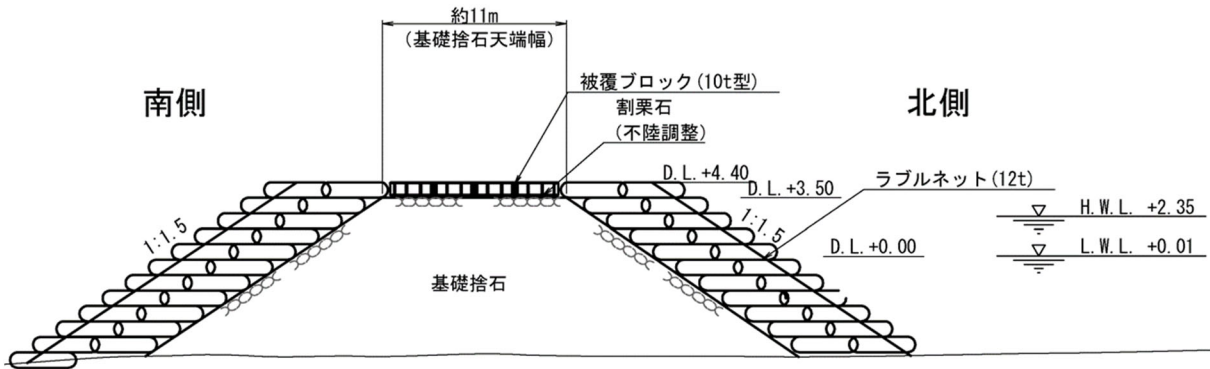 約11m
(基礎捨石天端幅)
被覆ブロック(10t型)
南側
割栗石
北側
(不陸調整)
D.L.+4.40
D.L.+3.50
ラブルネット(12t)
H.W.L. +2.35
1:1.5
1:1.5
D.L.+0.00
L.W.L. +0.01
基礎捨石